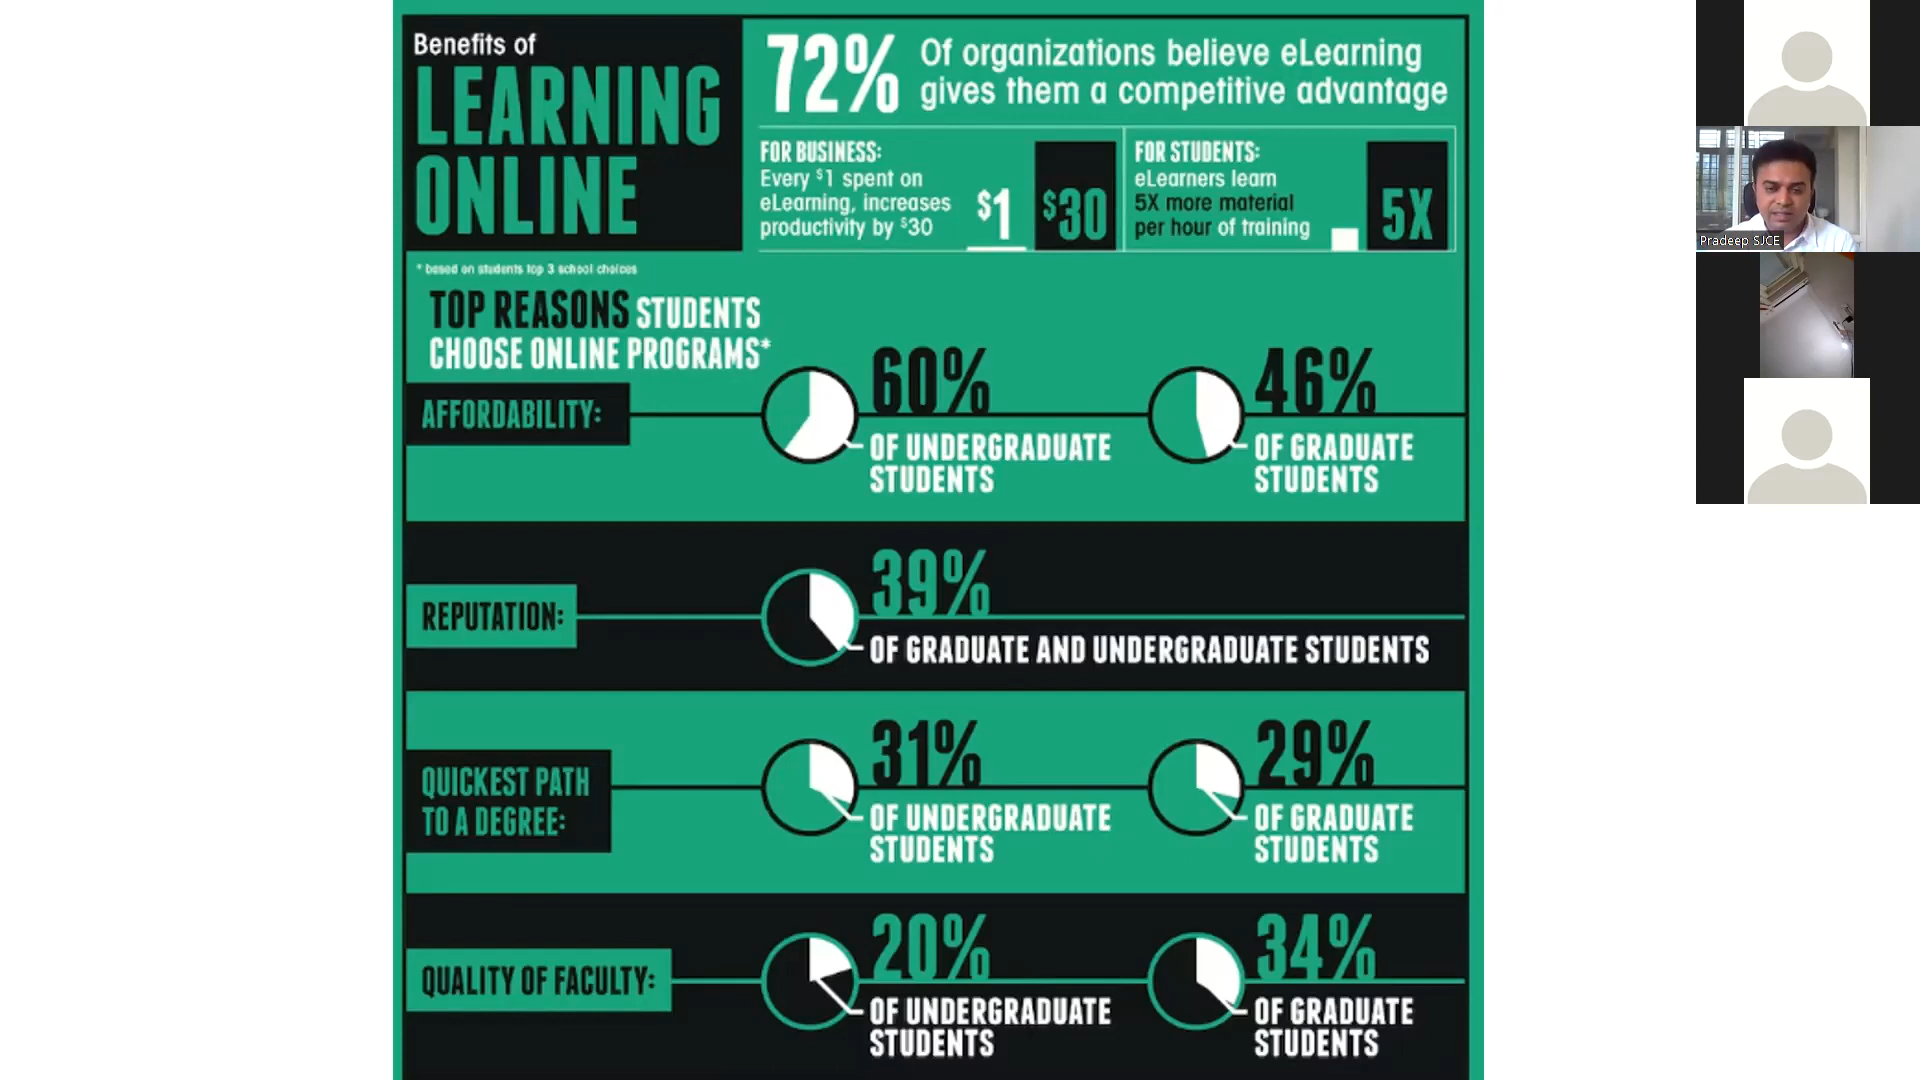 Benefits of
LEARNING
ONLINE
72% Of organizations believe eLearning
gives them a competitive advantage
FOR BUSINESS:
Every $1 spent on
eLearning, increases
productivity by $30
$1
$30
FOR STUDENTS:
eLearners learn
5X more material
per hour of training
5X
* based on students top 3 school choices
TOP REASONS STUDENTS
CHOOSE ONLINE PROGRAMS*
AFFORDABILITY:
60%
OF UNDERGRADUATE
STUDENTS
46%
OF GRADUATE
STUDENTS
REPUTATION:
39%
OF GRADUATE AND UNDERGRADUATE STUDENTS
QUICKEST PATH
TO A DEGREE:
31%
OF UNDERGRADUATE
STUDENTS
29%
OF GRADUATE
STUDENTS
QUALITY OF FACULTY:
20%
OF UNDERGRADUATE
STUDENTS
34%
OF GRADUATE
STUDENTS
Pradeep SJCE